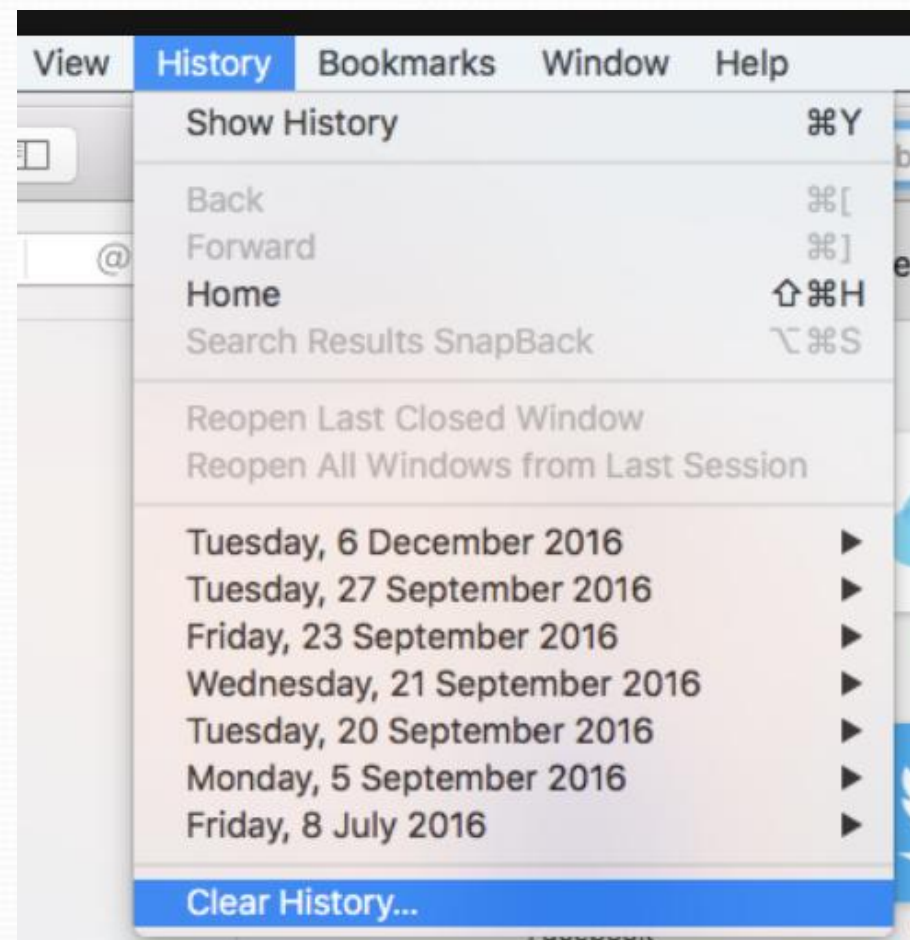 View History Bookmarks Window Help
Show History ⌘Y
Back ⌘[
Forward ⌘]
Home ⇧⌘H
Search Results SnapBack ⌥⌘S
Reopen Last Closed Window
Reopen All Windows from Last Session
Tuesday, 6 December 2016 ▶
Tuesday, 27 September 2016 ▶
Friday, 23 September 2016 ▶
Wednesday, 21 September 2016 ▶
Tuesday, 20 September 2016 ▶
Monday, 5 September 2016 ▶
Friday, 8 July 2016 ▶
Clear History...